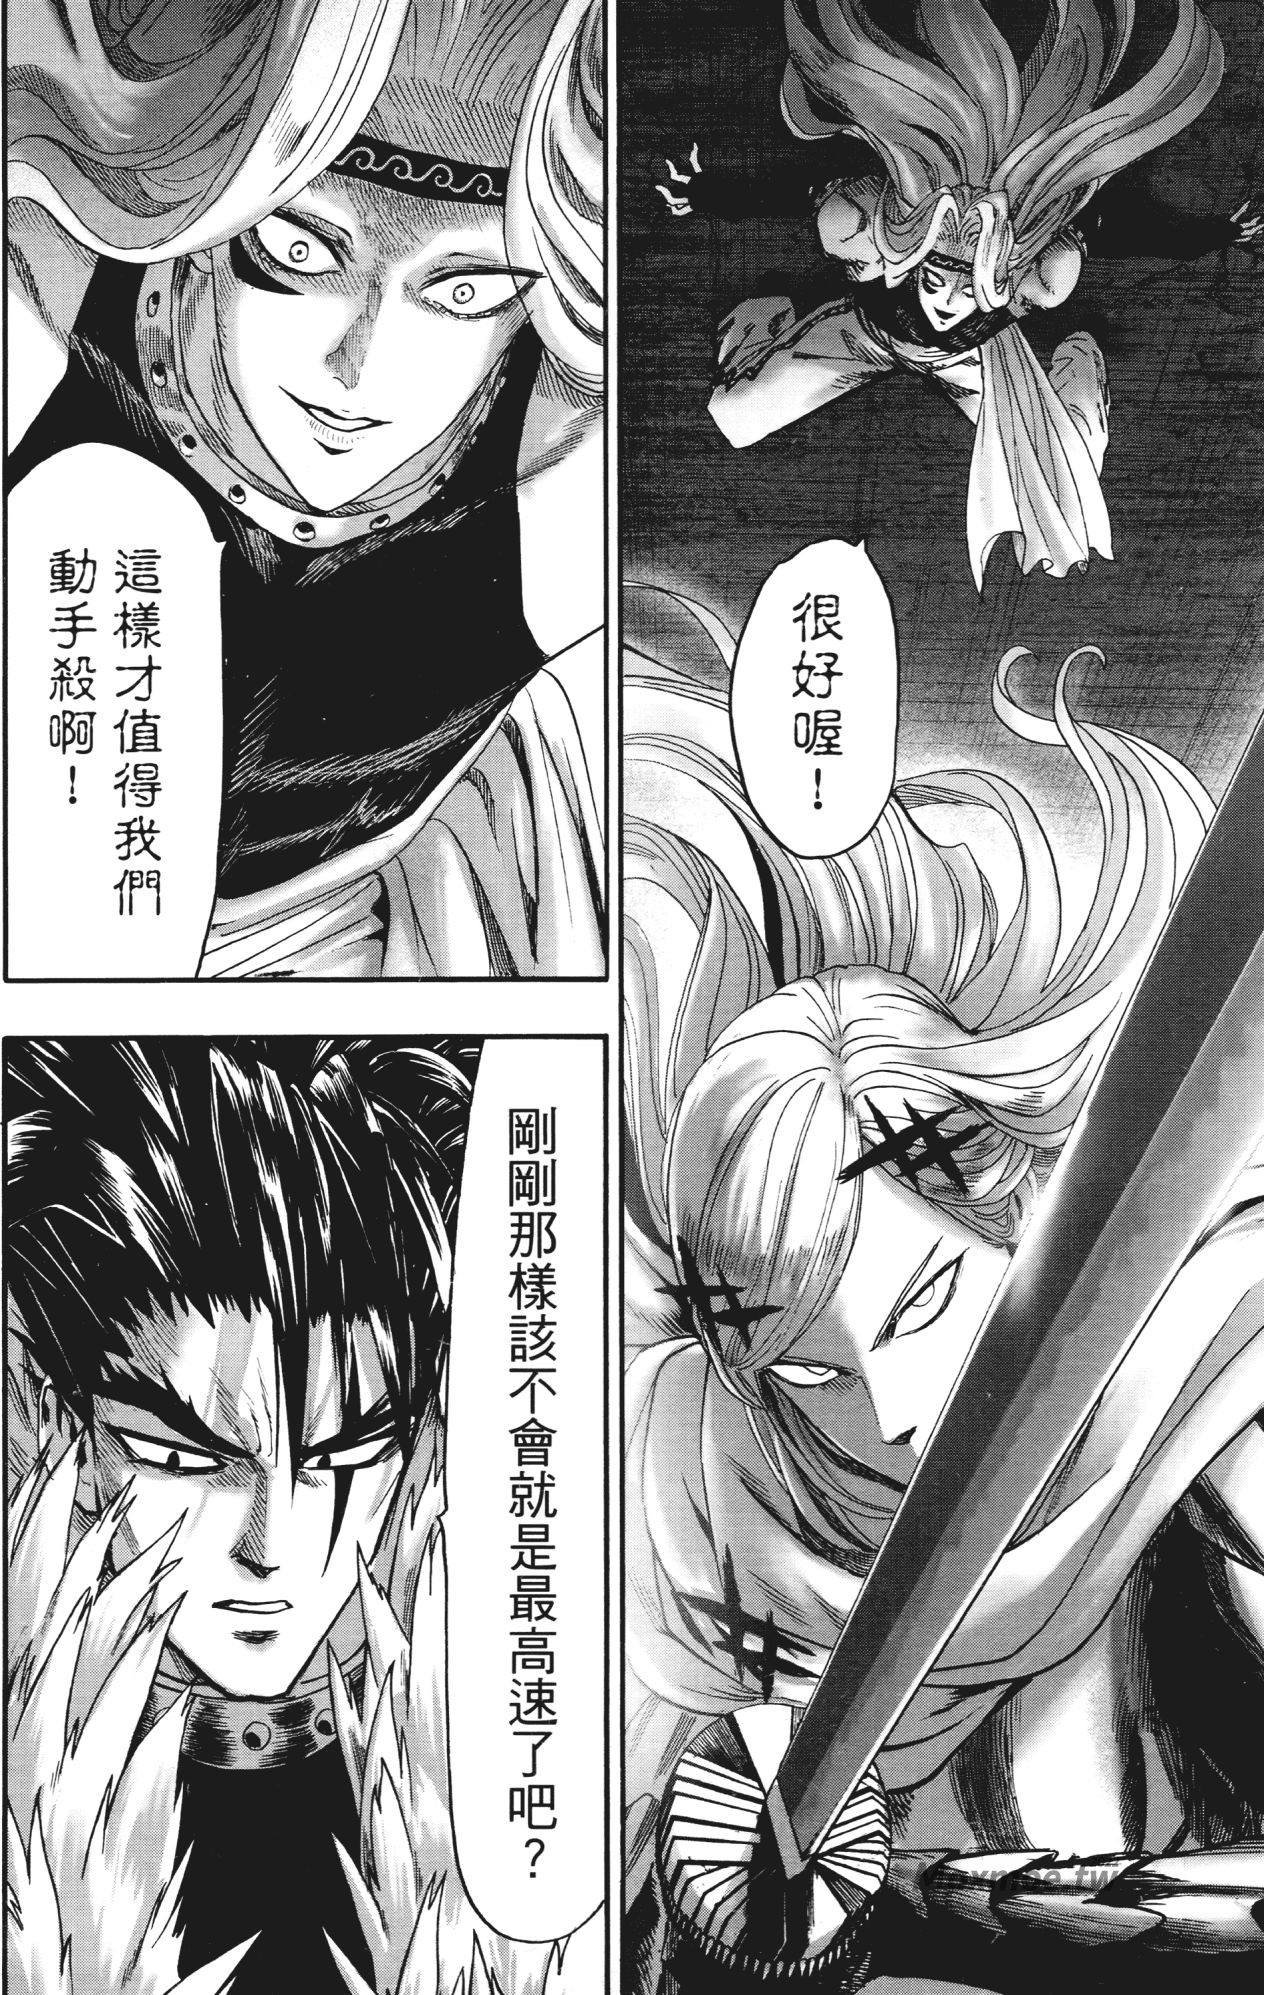 很好喔！
這樣才值得我們
動手殺啊！
剛剛那樣該不會就是最高速了吧？